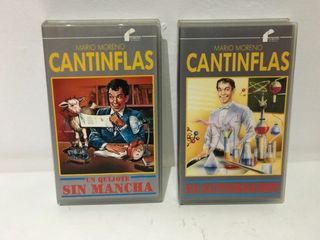 MARIO MORENO
CANTINFLAS
UN QUIJOTE
SIN MANCHA
MARIO MORENO
CANTINFLAS